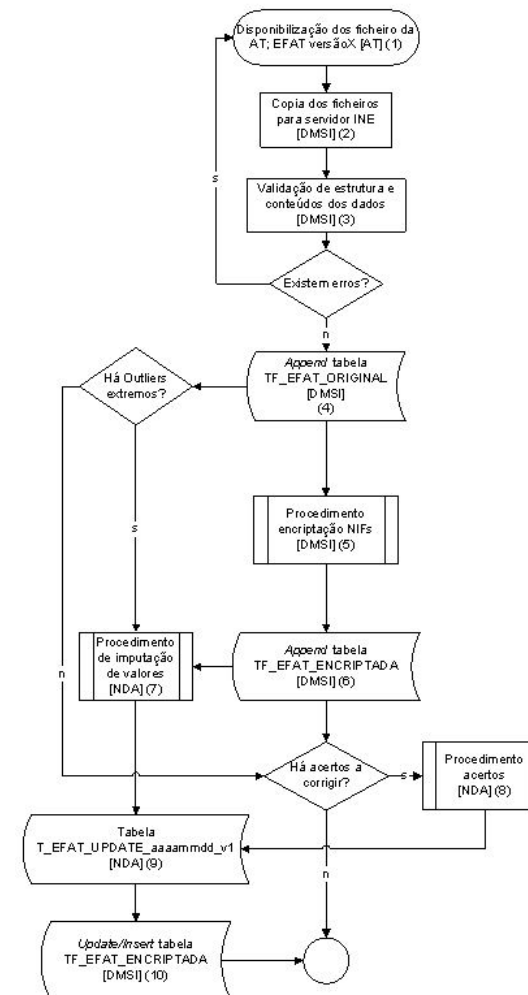 Disponibilização dos ficheiro da
AT; EFAT versãoX [AT] (1)
Copia dos ficheiros
para servidor INE
[DMSI] (2)
s
Validação de estrutura e
conteúdos dos dados
[DMSI] (3)
Existem erros?
n
Há Outliers
extremos?
Append tabela
TF_EFAT_ORIGINAL
[DMSI]
(4)
s
Procedimento
encriptação NIFs
[DMSI] (5)
Procedimento
de imputação
de valores
[NDA] (7)
Append tabela
TF_EFAT_ENCRIPTADA
[DMSI] (6)
n
Há acertos a
corrigir?
s
Procedimento
acertos
[NDA] (8)
Tabela
T_EFAT_UPDATE_aaaammdd_v1
[NDA] (9)
n
Update/Insert tabela
TF_EFAT_ENCRIPTADA
[DMSI] (10)